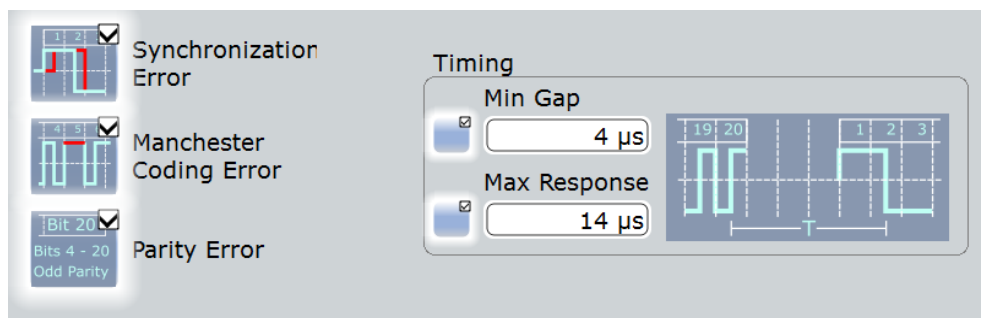 1 2
Synchronization
Error
4 5
Manchester
Coding Error
Bit 20
Bits 4 - 20
Odd Parity
Parity Error
Timing
Min Gap
4 µs
Max Response
14 µs
19 20 1 2 3
T